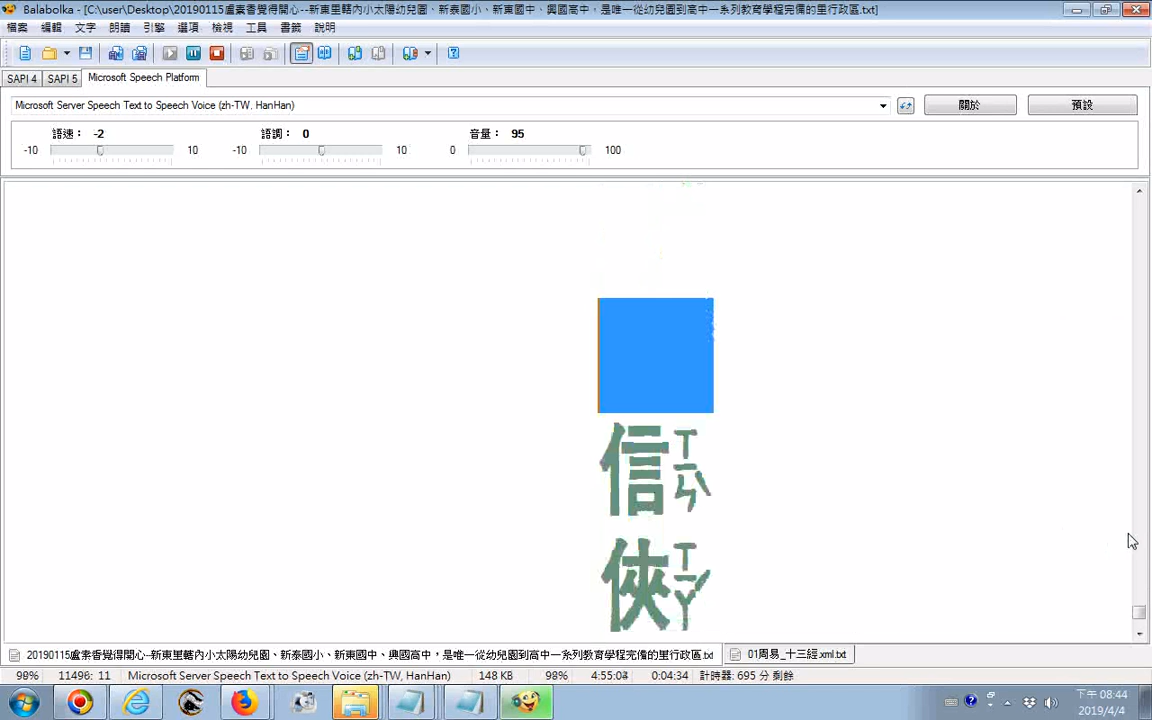 Balabolka - [C:\user\Desktop\20190115盧素香覺得開心--新東里轄內小太陽幼兒園、新泰國小、新東國中、興國高中，是唯一從幼兒園到高中一系列教育學程完備的里行政區.txt]
檔案 編輯 文字 朗讀 引擎 檢視 選項 工具 書籤 說明
SAPI 4 SAPI 5 Microsoft Speech Platform
Microsoft Server Speech Text to Speech Voice (zh-TW, HanHan) 關於 預設
語速： -2 語調： 0 音量： 95
-10 10 -10 10 0 100
信ㄒㄧㄣˋ
俠ㄒㄧㄚˊ
20190115盧素香覺得開心--新東里轄內小太陽幼兒園、新泰國小、新東國中、興國高中，是唯一從幼兒園到高中一系列教育學程完備的里行政區.txt 01周易_十三經.xml.txt
98% 11496: 11 Microsoft Server Speech Text to Speech Voice (zh-TW, HanHan) 148 KB 98% 4:55:08 0:04:34 計時器: 695 分 剩餘
下午 08:44
2019/4/4